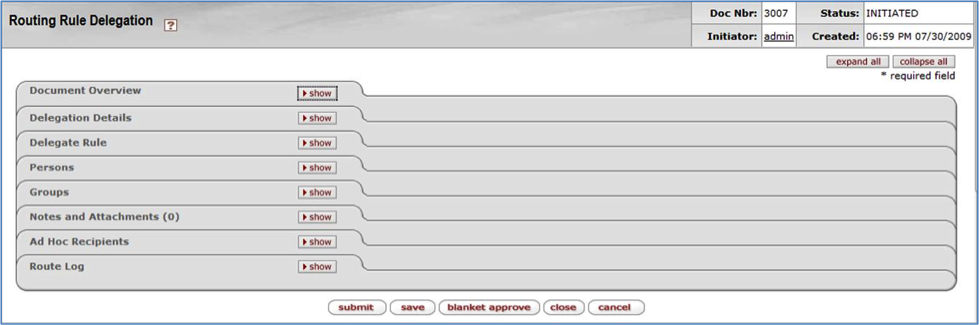 Routing Rule Delegation ?
Doc Nbr: 3007 Status: INITIATED
Initiator: admin Created: 06:59 PM 07/30/2009
expand all collapse all
* required field
Document Overview show
Delegation Details show
Delegate Rule show
Persons show
Groups show
Notes and Attachments (0) show
Ad Hoc Recipients show
Route Log show
submit save blanket approve close cancel